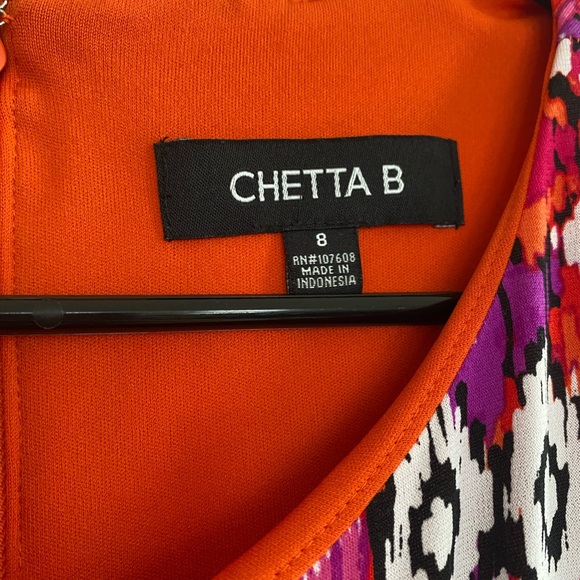 CHETTA B
8
RN#107608
MADE IN
INDONESIA